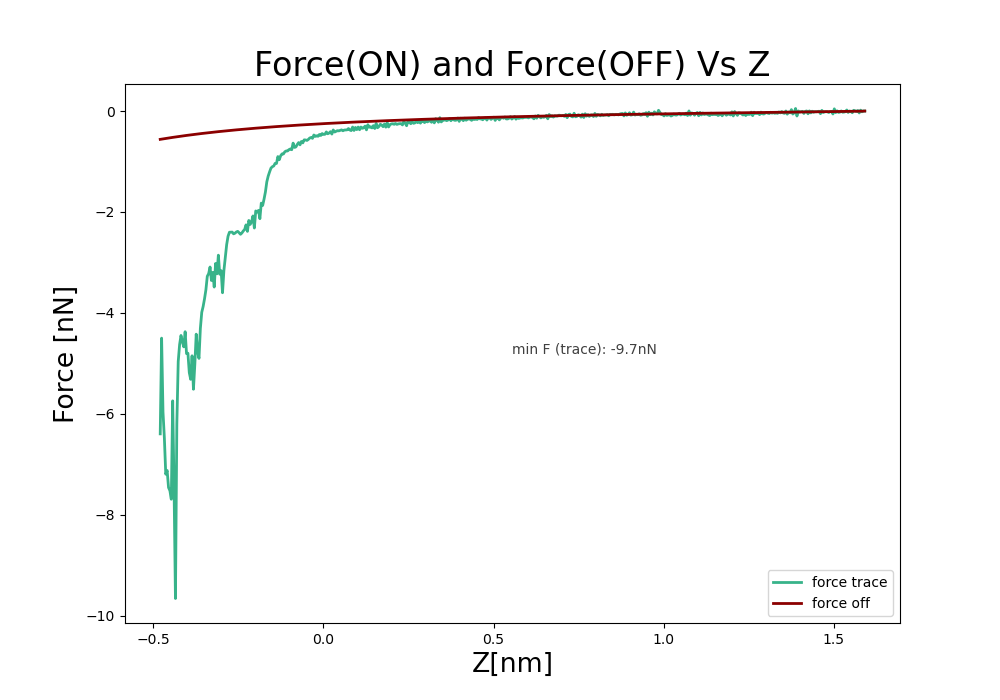 Force(ON) and Force(OFF) Vs Z
0
−2
−4
−6
−8
−10
Force [nN]
min F (trace): -9.7nN
force trace
force off
−0.5
0.0
0.5
1.0
1.5
Z[nm]